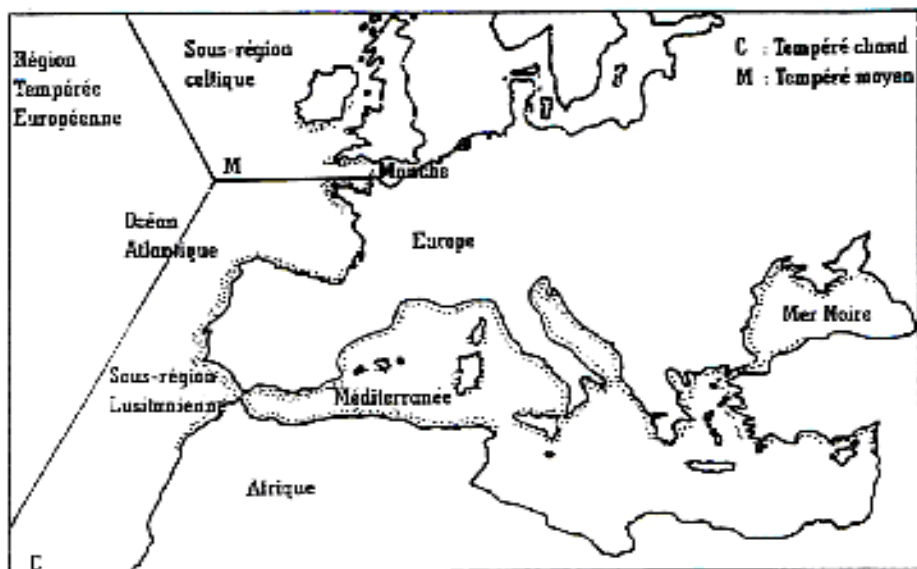 Région
Tempérée
Européenne
Sous-région
celtique
C : Tempéré chaud
M : Tempéré moyen
M
Manche
Océan
Atlantique
Europe
Mer Noire
Sous-région
Lusitanienne
Méditerranée
Afrique
C